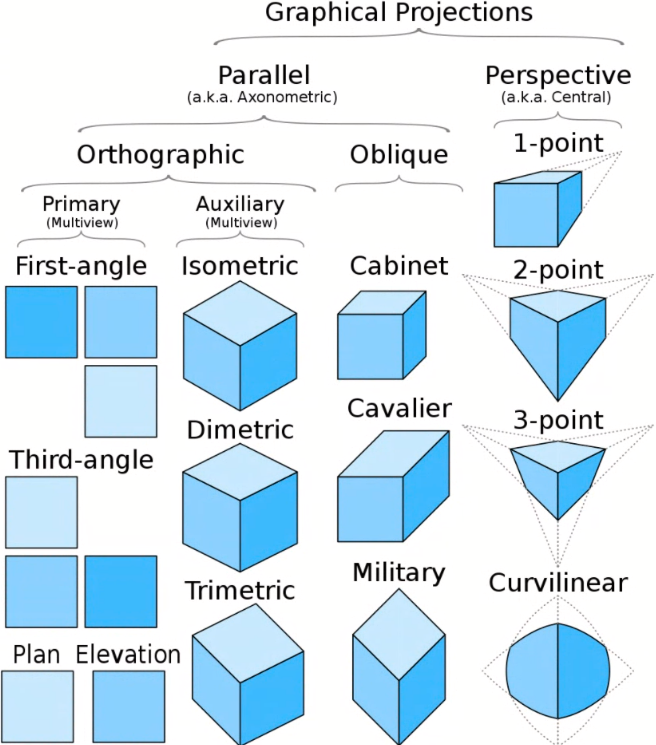 Graphical Projections
Parallel
(a.k.a. Axonometric)
Perspective
(a.k.a. Central)
Orthographic
Oblique
1-point
Primary
(Multiview)
Auxiliary
(Multiview)
First-angle
Isometric
Cabinet
2-point
Cavalier
3-point
Dimetric
Third-angle
Military
Curvilinear
Trimetric
Plan
Elevation